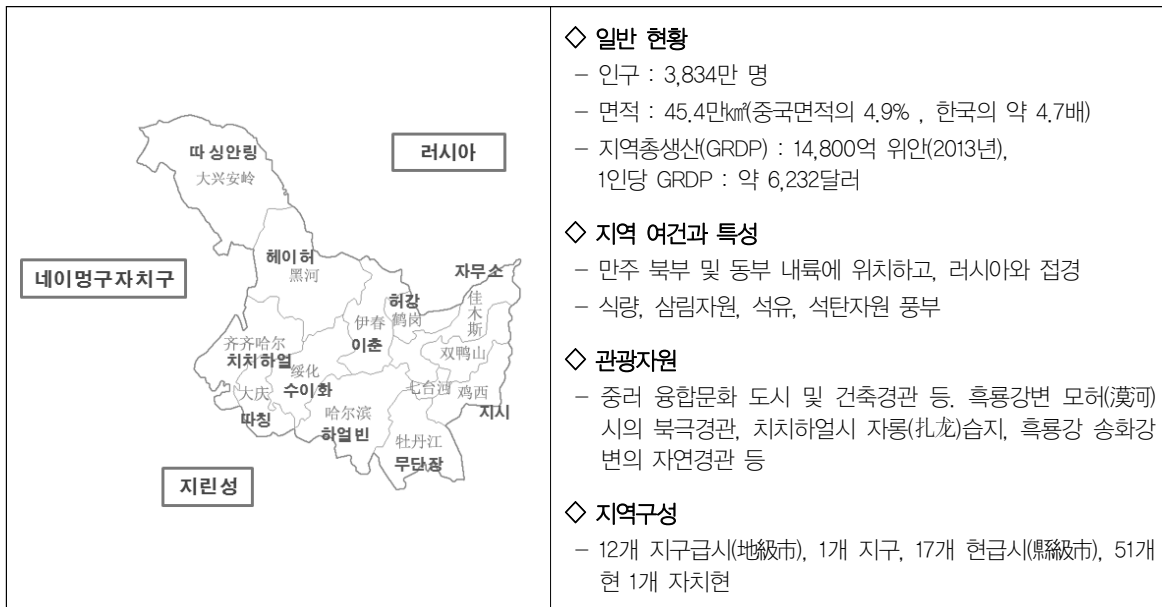 따싱안링
大兴安岭
러시아
네이멍구자치구
헤이허
黑河
자무소
佳木斯
허강
鹤岗
伊春
이춘
双鸭山
齐齐哈尔
치치하얼
绥化
수이화
七台河
鸡西
지시
大庆
따칭
哈尔滨
하얼빈
牡丹江
무단장
지린성
◇ 일반 현황
– 인구 : 3,834만 명
– 면적 : 45.4만㎢(중국면적의 4.9% , 한국의 약 4.7배)
– 지역총생산(GRDP) : 14,800억 위안(2013년),
1인당 GRDP : 약 6,232달러
◇ 지역 여건과 특성
– 만주 북부 및 동부 내륙에 위치하고, 러시아와 접경
– 식량, 삼림자원, 석유, 석탄자원 풍부
◇ 관광자원
– 중러 융합문화 도시 및 건축경관 등. 흑룡강변 모허(漠河)
시의 북극경관, 치치하얼시 자롱(扎龙)습지, 흑룡강 송화강
변의 자연경관 등
◇ 지역구성
– 12개 지구급시(地級市), 1개 지구, 17개 현급시(縣級市), 51개
현 1개 자치현